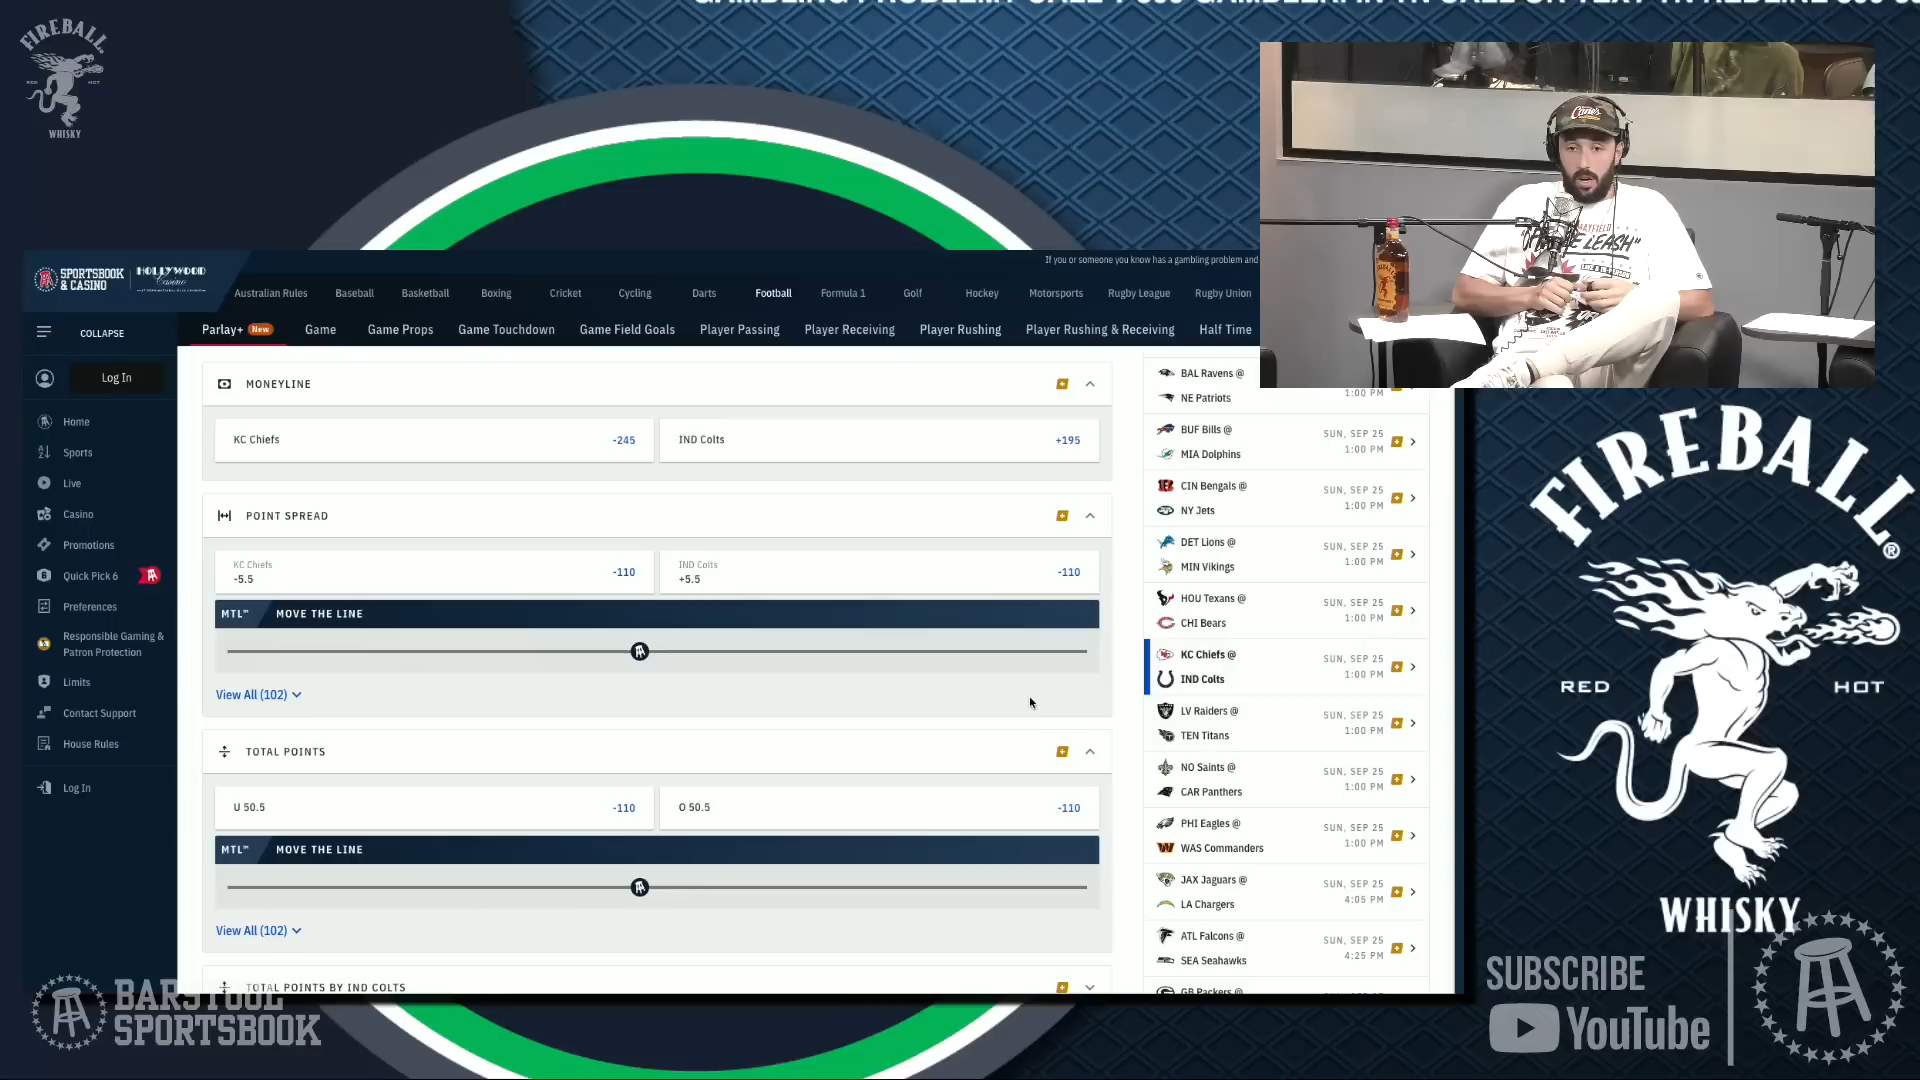 FIREBALL
RED HOT
WHISKY
SPORTSBOOK
& CASINO
HOLLYWOOD
Casino
If you or someone you know has a gambling problem and
Australian Rules Baseball Basketball Boxing Cricket Cycling Darts Football Formula 1 Golf Hockey Motorsports Rugby League Rugby Union
COLLAPSE
Parlay+ New Game Game Props Game Touchdown Game Field Goals Player Passing Player Receiving Player Rushing Player Rushing & Receiving Half Time
Log In
Home
Sports
Live
Casino
Promotions
Quick Pick 6
Preferences
Responsible Gaming &
Patron Protection
Limits
Contact Support
House Rules
Log In
MONEYLINE
KC Chiefs -245 IND Colts +195
POINT SPREAD
KC Chiefs
-5.5 -110
IND Colts
+5.5 -110
MTL™ MOVE THE LINE
View All (102)
TOTAL POINTS
U 50.5 -110 O 50.5 -110
MTL™ MOVE THE LINE
View All (102)
TOTAL POINTS BY IND COLTS
BAL Ravens @
NE Patriots 1:00 PM
BUF Bills @ SUN, SEP 25
MIA Dolphins 1:00 PM
CIN Bengals @ SUN, SEP 25
NY Jets 1:00 PM
DET Lions @ SUN, SEP 25
MIN Vikings 1:00 PM
HOU Texans @ SUN, SEP 25
CHI Bears 1:00 PM
KC Chiefs @ SUN, SEP 25
IND Colts 1:00 PM
LV Raiders @ SUN, SEP 25
TEN Titans 1:00 PM
NO Saints @ SUN, SEP 25
CAR Panthers 1:00 PM
PHI Eagles @ SUN, SEP 25
WAS Commanders 1:00 PM
JAX Jaguars @ SUN, SEP 25
LA Chargers 4:05 PM
ATL Falcons @ SUN, SEP 25
SEA Seahawks 4:25 PM
GB Packers @
Cane's
LEASH"
FIREBALL®
RED HOT
WHISKY
BARSTOOL
SPORTSBOOK
SUBSCRIBE
YouTube